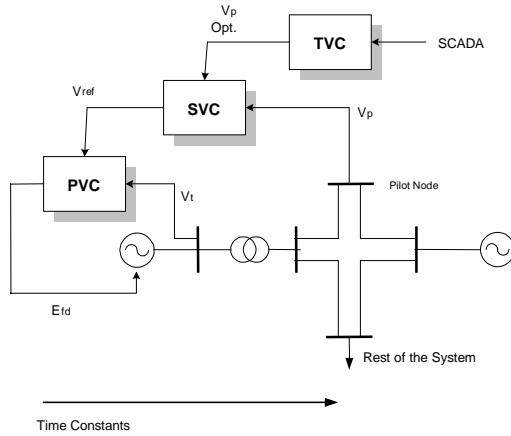 Vp
Opt.
TVC
SCADA
Vref
SVC
Vp
PVC
Vt
Pilot Node
Efd
Rest of the System
Time Constants